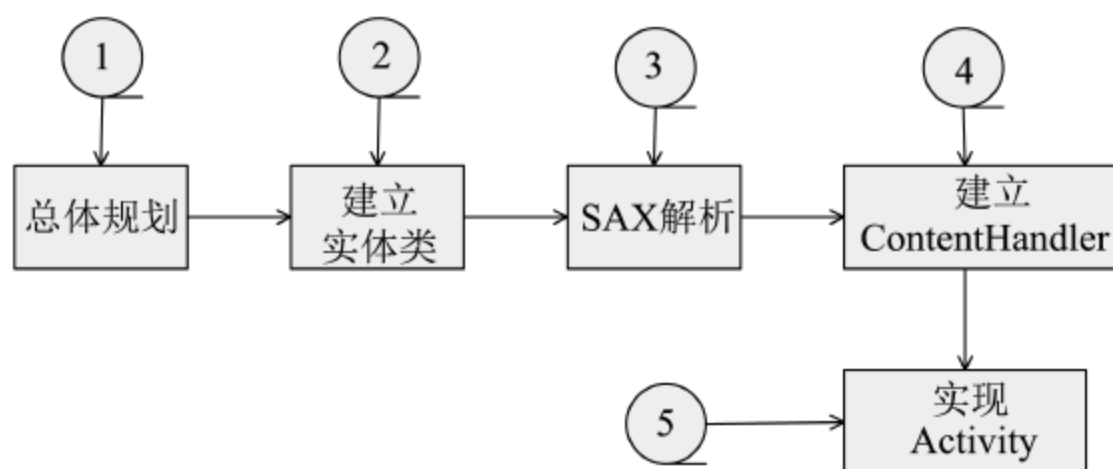 1
2
3
4
总体规划
建立
实体类
SAX解析
建立
ContentHandler
5
实现
Activity